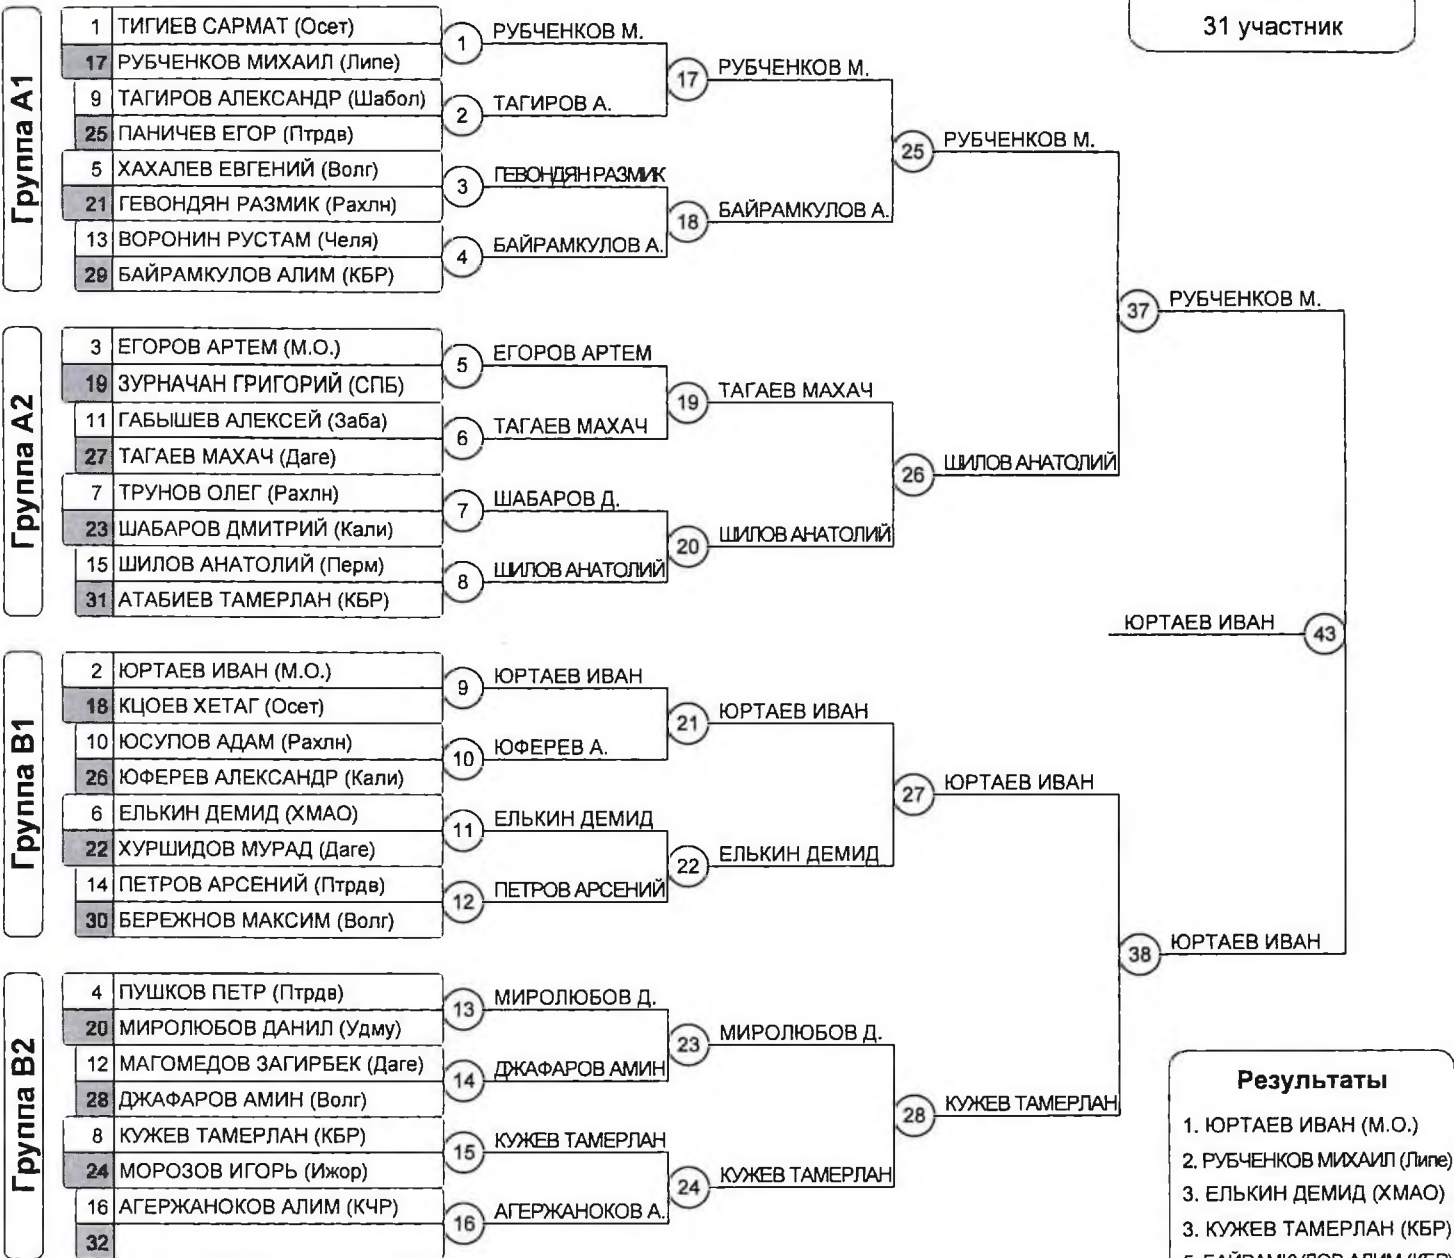 31 участник
Группа А1
1 ТИГИЕВ САРМАТ (Осет)
17 РУБЧЕНКОВ МИХАИЛ (Липе)
9 ТАГИРОВ АЛЕКСАНДР (Шабол)
25 ПАНИЧЕВ ЕГОР (Птрдв)
5 ХАХАЛЕВ ЕВГЕНИЙ (Волг)
21 ГЕВОНДЯН РАЗМИК (Рахлн)
13 ВОРОНИН РУСТАМ (Челя)
29 БАЙРАМКУЛОВ АЛИМ (КБР)
1 РУБЧЕНКОВ М.
2 ТАГИРОВ А.
3 ГЕВОНДЯН РАЗМИК
4 БАЙРАМКУЛОВ А.
17 РУБЧЕНКОВ М.
18 БАЙРАМКУЛОВ А.
25 РУБЧЕНКОВ М.
Группа А2
3 ЕГОРОВ АРТЕМ (М.О.)
19 ЗУРНАЧАН ГРИГОРИЙ (СПБ)
11 ГАБЫШЕВ АЛЕКСЕЙ (Заба)
27 ТАГАЕВ МАХАЧ (Даге)
7 ТРУНОВ ОЛЕГ (Рахлн)
23 ШАБАРОВ ДМИТРИЙ (Кали)
15 ШИЛОВ АНАТОЛИЙ (Перм)
31 АТАБИЕВ ТАМЕРЛАН (КБР)
5 ЕГОРОВ АРТЕМ
6 ТАГАЕВ МАХАЧ
7 ШАБАРОВ Д.
8 ШИЛОВ АНАТОЛИЙ
19 ТАГАЕВ МАХАЧ
20 ШИЛОВ АНАТОЛИЙ
26 ШИЛОВ АНАТОЛИЙ
37 РУБЧЕНКОВ М.
ЮРТАЕВ ИВАН 43
Группа В1
2 ЮРТАЕВ ИВАН (М.О.)
18 КЦОЕВ ХЕТАГ (Осет)
10 ЮСУПОВ АДАМ (Рахлн)
26 ЮФЕРЕВ АЛЕКСАНДР (Кали)
6 ЕЛЬКИН ДЕМИД (ХМАО)
22 ХУРШИДОВ МУРАД (Даге)
14 ПЕТРОВ АРСЕНИЙ (Птрдв)
30 БЕРЕЖНОВ МАКСИМ (Волг)
9 ЮРТАЕВ ИВАН
10 ЮФЕРЕВ А.
11 ЕЛЬКИН ДЕМИД
12 ПЕТРОВ АРСЕНИЙ
21 ЮРТАЕВ ИВАН
22 ЕЛЬКИН ДЕМИД
27 ЮРТАЕВ ИВАН
38 ЮРТАЕВ ИВАН
Группа В2
4 ПУШКОВ ПЕТР (Птрдв)
20 МИРОЛЮБОВ ДАНИЛ (Удму)
12 МАГОМЕДОВ ЗАГИРБЕК (Даге)
28 ДЖАФАРОВ АМИН (Волг)
8 КУЖЕВ ТАМЕРЛАН (КБР)
24 МОРОЗОВ ИГОРЬ (Ижор)
16 АГЕРЖАНОКОВ АЛИМ (КЧР)
32
13 МИРОЛЮБОВ Д.
14 ДЖАФАРОВ АМИН
15 КУЖЕВ ТАМЕРЛАН
16 АГЕРЖАНОКОВ А.
23 МИРОЛЮБОВ Д.
24 КУЖЕВ ТАМЕРЛАН
28 КУЖЕВ ТАМЕРЛАН
Результаты
1. ЮРТАЕВ ИВАН (М.О.)
2. РУБЧЕНКОВ МИХАИЛ (Липе)
3. ЕЛЬКИН ДЕМИД (ХМАО)
3. КУЖЕВ ТАМЕРЛАН (КБР)
5. БАЙРАМКУЛОВ АЛИМ (КБР)